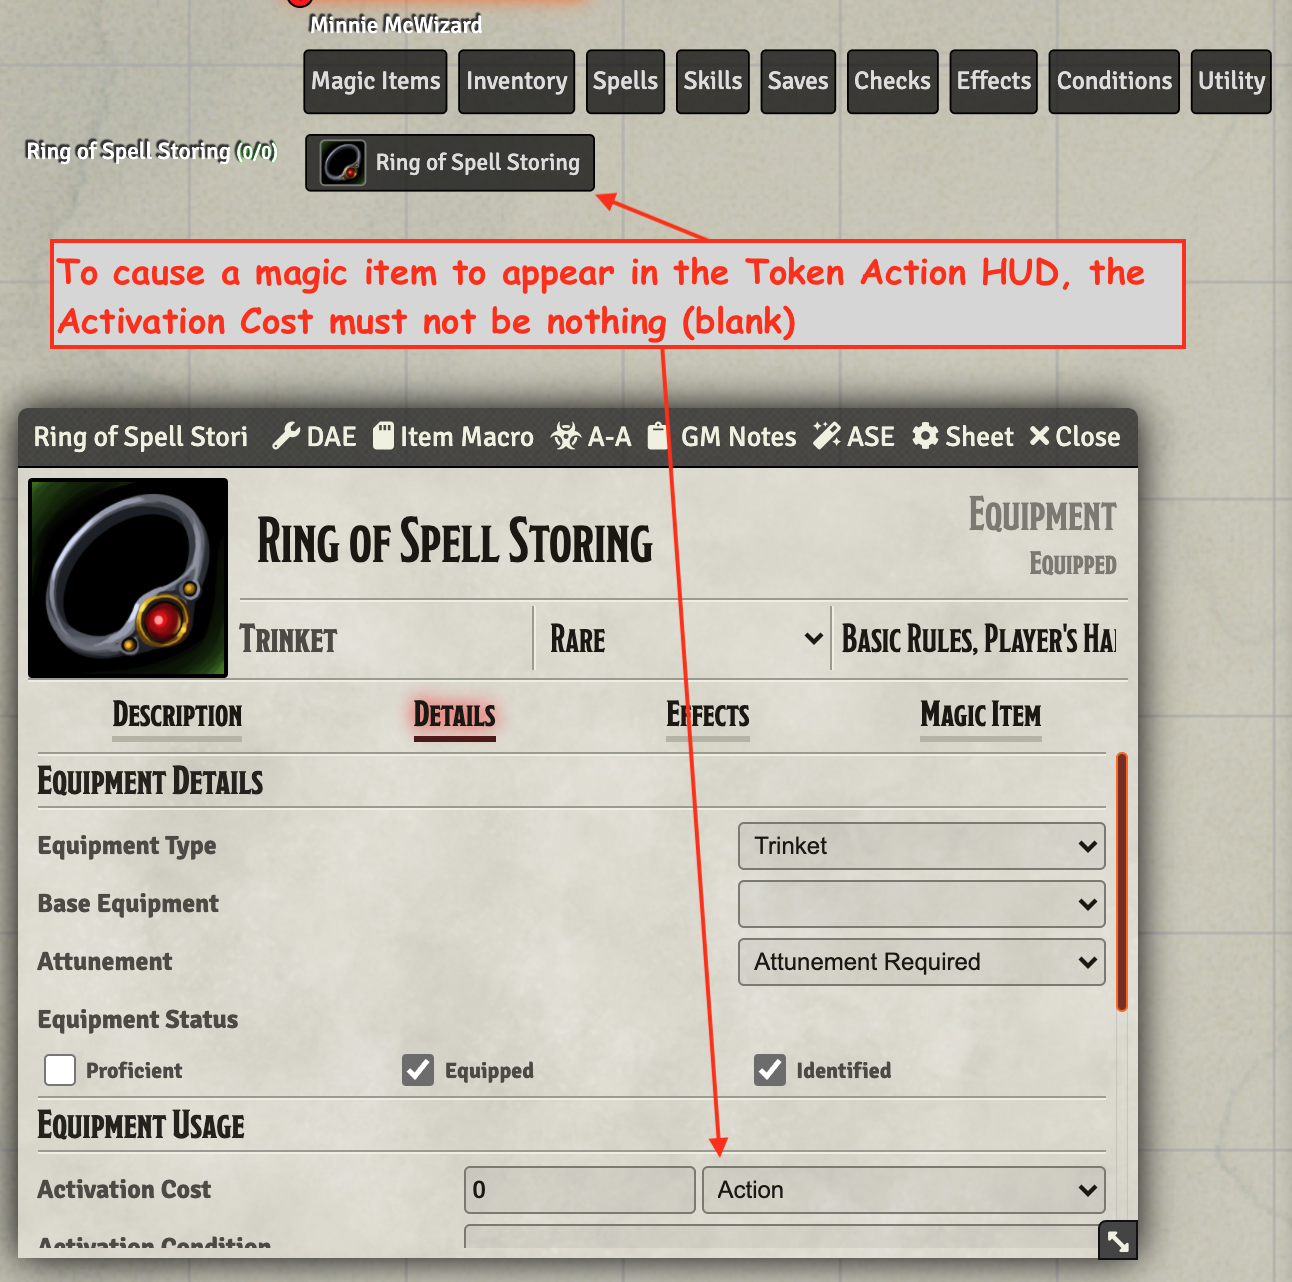 Minnie McWizard
Magic Items Inventory Spells Skills Saves Checks Effects Conditions Utility
Ring of Spell Storing (0/0) Ring of Spell Storing
To cause a magic item to appear in the Token Action HUD, the
Activation Cost must not be nothing (blank)
Ring of Spell Stori DAE Item Macro A-A GM Notes ASE Sheet Close
Ring of Spell Storing
Equipment
Equipped
Trinket Rare Basic Rules, Player's Ha
Description Details Effects Magic Item
Equipment Details
Equipment Type Trinket
Base Equipment
Attunement Attunement Required
Equipment Status
Proficient Equipped Identified
Equipment Usage
Activation Cost 0 Action
Activation Condition